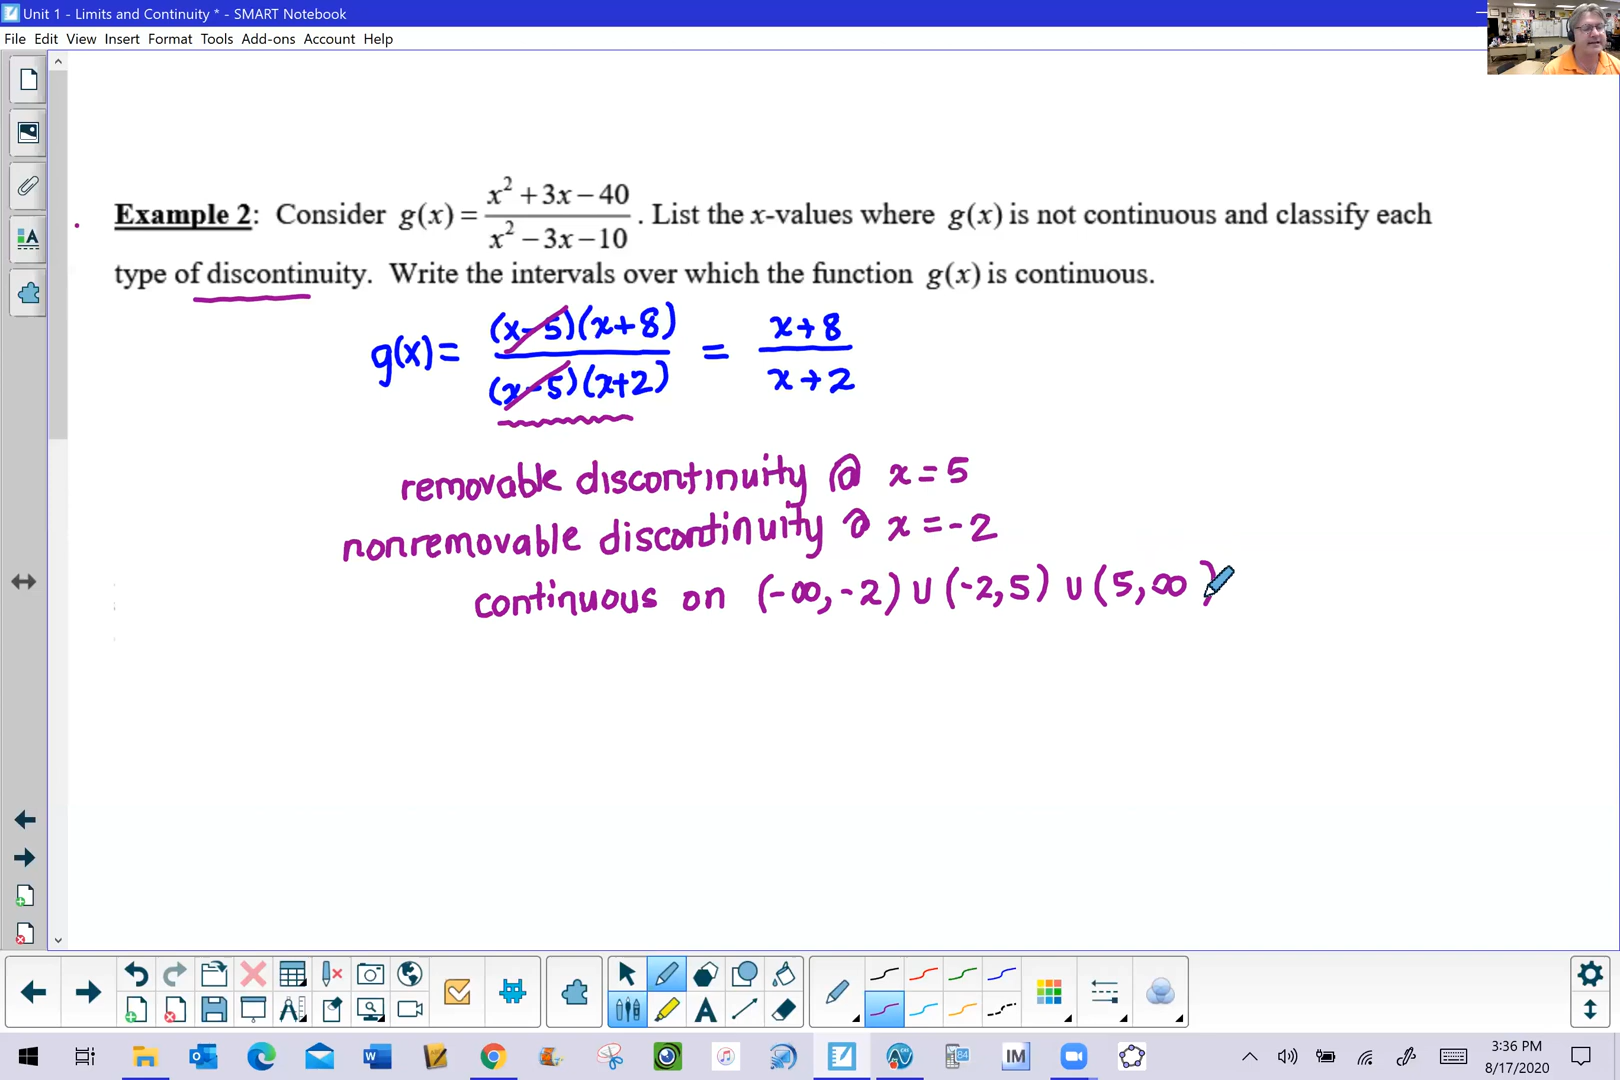 Unit 1 - Limits and Continuity * - SMART Notebook
File Edit View Insert Format Tools Add-ons Account Help
Example 2: Consider g(x) = (x² + 3x − 40)/(x² − 3x − 10). List the x-values where g(x) is not continuous and classify each
type of discontinuity. Write the intervals over which the function g(x) is continuous.
g(x) = (x-5)(x+8)/(x-5)(x+2) = x+8/x+2
removable discontinuity @ x = 5
nonremovable discontinuity @ x = -2
continuous on (-∞, -2) ∪ (-2, 5) ∪ (5, ∞)
3:36 PM
8/17/2020